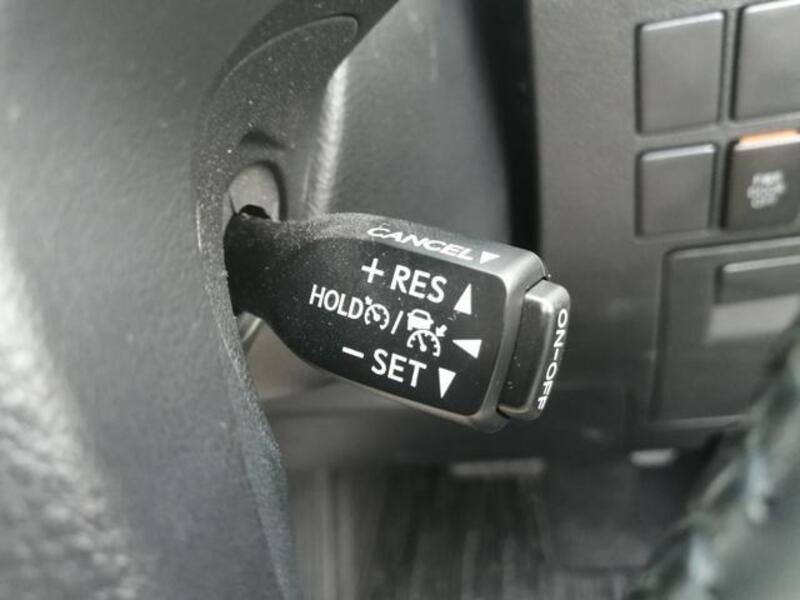 CANCEL
+ RES
HOLD /
− SET
ON-OFF